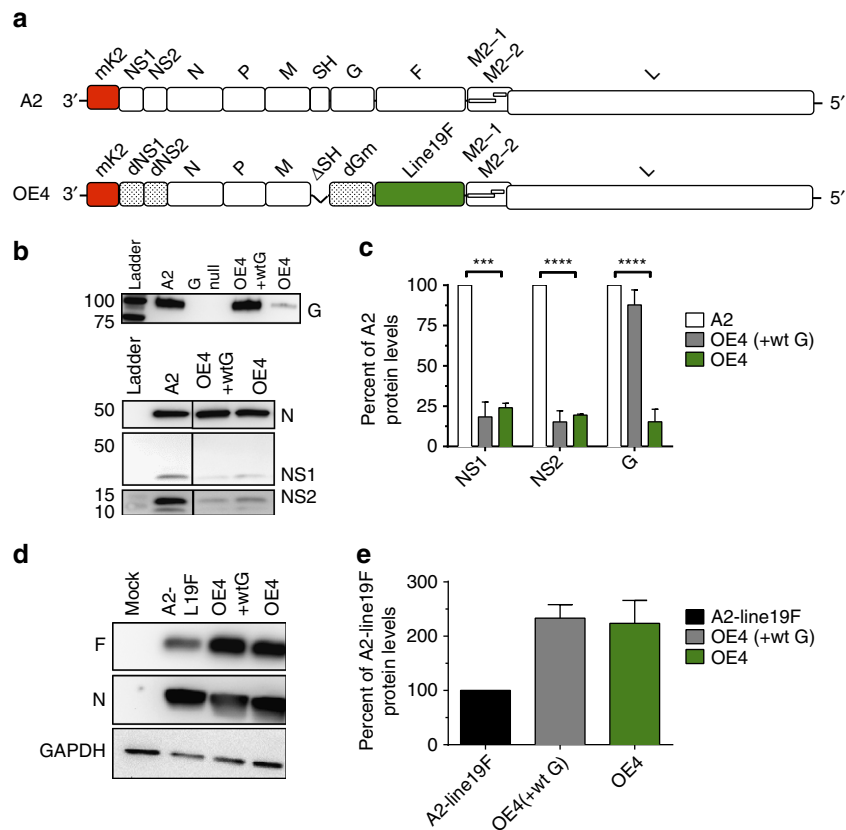 a
mK2 NS1 NS2 N P M SH G F M2–1 M2–2 L
A2 3′ 5′
mK2 dNS1 dNS2 N P M ΔSH dGm Line19F M2–1 M2–2 L
OE4 3′ 5′
b
Ladder A2 G null OE4 +wtG OE4
100
75
G
Ladder A2 OE4 +wtG OE4
50 N
50
NS1
15 NS2
10
c
*** **** ****
Percent of A2 protein levels
100
75
50
25
0
NS1 NS2 G
A2
OE4 (+wt G)
OE4
d
Mock A2-L19F OE4 +wtG OE4
F
N
GAPDH
e
Percent of A2-line19F protein levels
300
200
100
0
A2-line19F OE4(+wt G) OE4
A2-line19F
OE4 (+wt G)
OE4